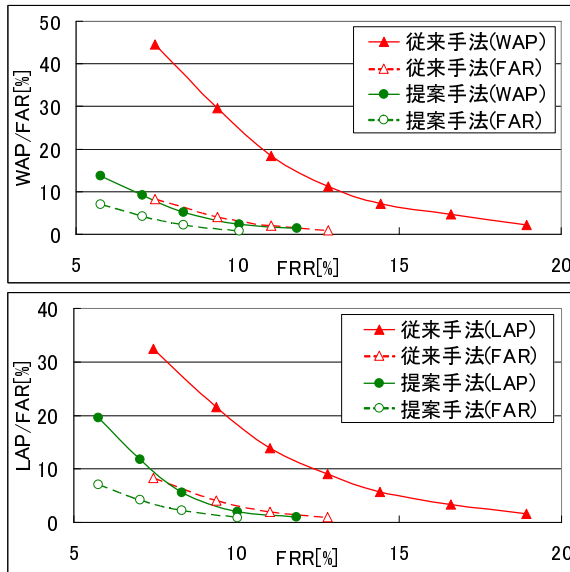 50
40
30
20
10
0
WAP/FAR[%]
従来手法(WAP)
従来手法(FAR)
提案手法(WAP)
提案手法(FAR)
5
10
15
20
FRR[%]
40
30
20
10
0
LAP/FAR[%]
従来手法(LAP)
従来手法(FAR)
提案手法(LAP)
提案手法(FAR)
5
10
15
20
FRR[%]